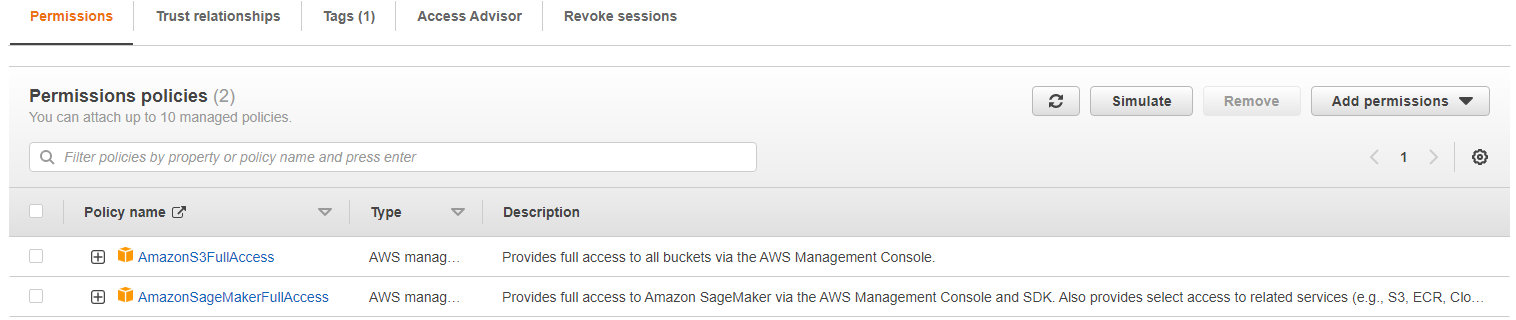 Permissions Trust relationships Tags (1) Access Advisor Revoke sessions
Permissions policies (2)
You can attach up to 10 managed policies.
Simulate Remove Add permissions
Filter policies by property or policy name and press enter
1
Policy name Type Description
AmazonS3FullAccess AWS manag… Provides full access to all buckets via the AWS Management Console.
AmazonSageMakerFullAccess AWS manag… Provides full access to Amazon SageMaker via the AWS Management Console and SDK. Also provides select access to related services (e.g., S3, ECR, Clo…